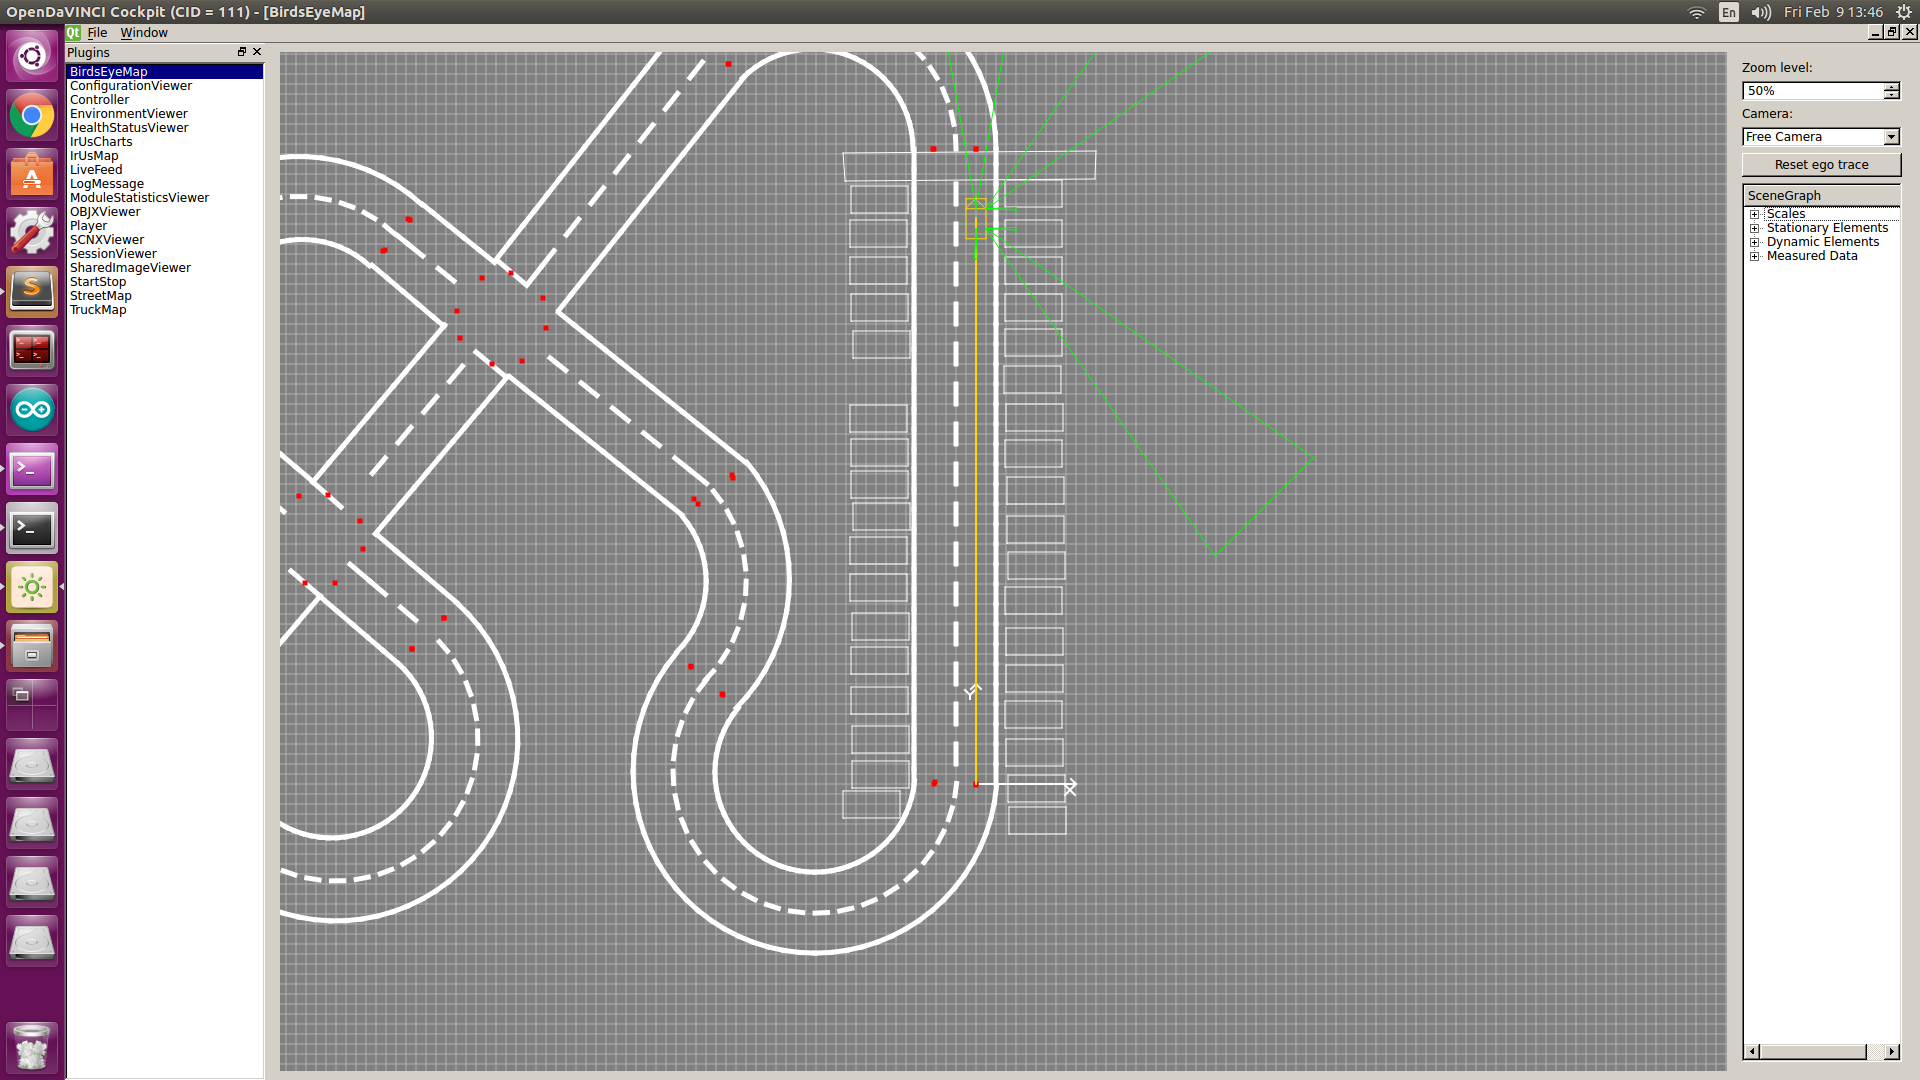 OpenDaVINCI Cockpit (CID = 111) - [BirdsEyeMap]
En
Fri Feb 9 13:46
Qt File Window
Plugins
BirdsEyeMap
ConfigurationViewer
Controller
EnvironmentViewer
HealthStatusViewer
IrUsCharts
IrUsMap
LiveFeed
LogMessage
ModuleStatisticsViewer
OBJXViewer
Player
SCNXViewer
SessionViewer
SharedImageViewer
StartStop
StreetMap
TruckMap
Y
X
Zoom level:
50%
Camera:
Free Camera
Reset ego trace
SceneGraph
Scales
Stationary Elements
Dynamic Elements
Measured Data